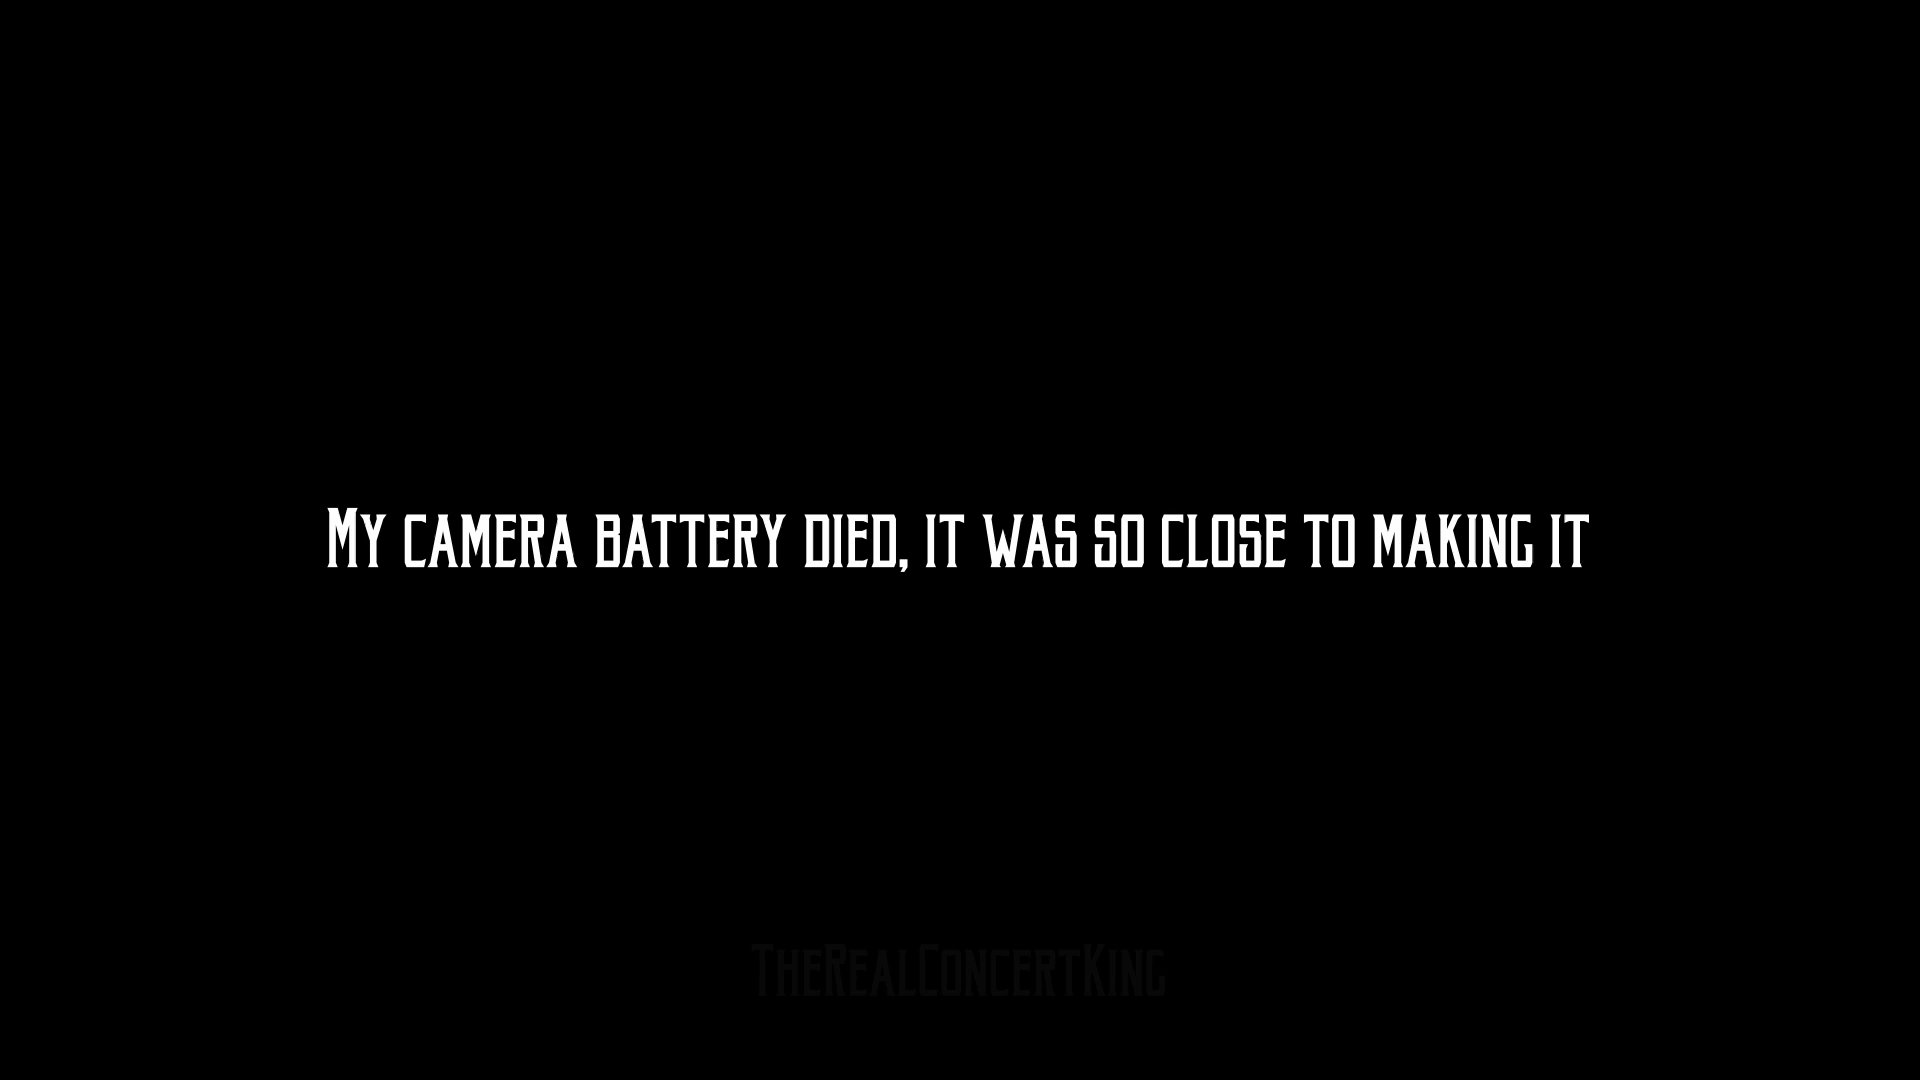 My camera battery died, it was so close to making it
TheRealConcertKing